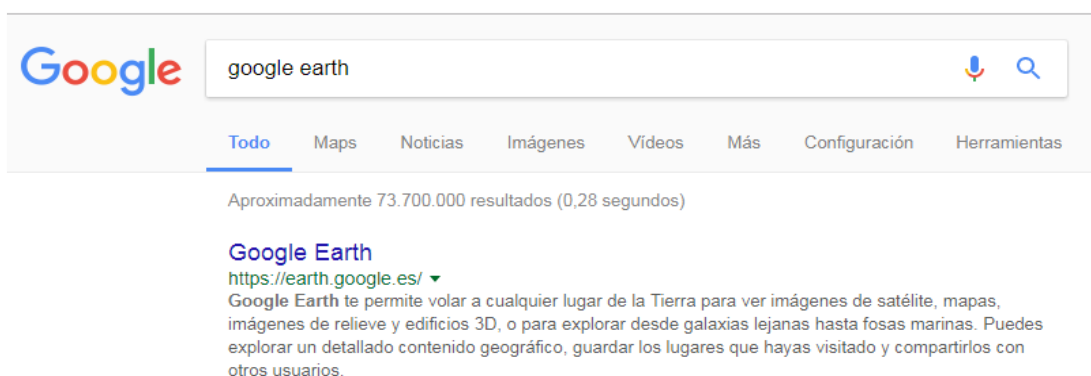 Google
google earth
Todo Maps Noticias Imágenes Vídeos Más Configuración Herramientas
Aproximadamente 73.700.000 resultados (0,28 segundos)
Google Earth
https://earth.google.es/
Google Earth te permite volar a cualquier lugar de la Tierra para ver imágenes de satélite, mapas,
imágenes de relieve y edificios 3D, o para explorar desde galaxias lejanas hasta fosas marinas. Puedes
explorar un detallado contenido geográfico, guardar los lugares que hayas visitado y compartirlos con
otros usuarios.